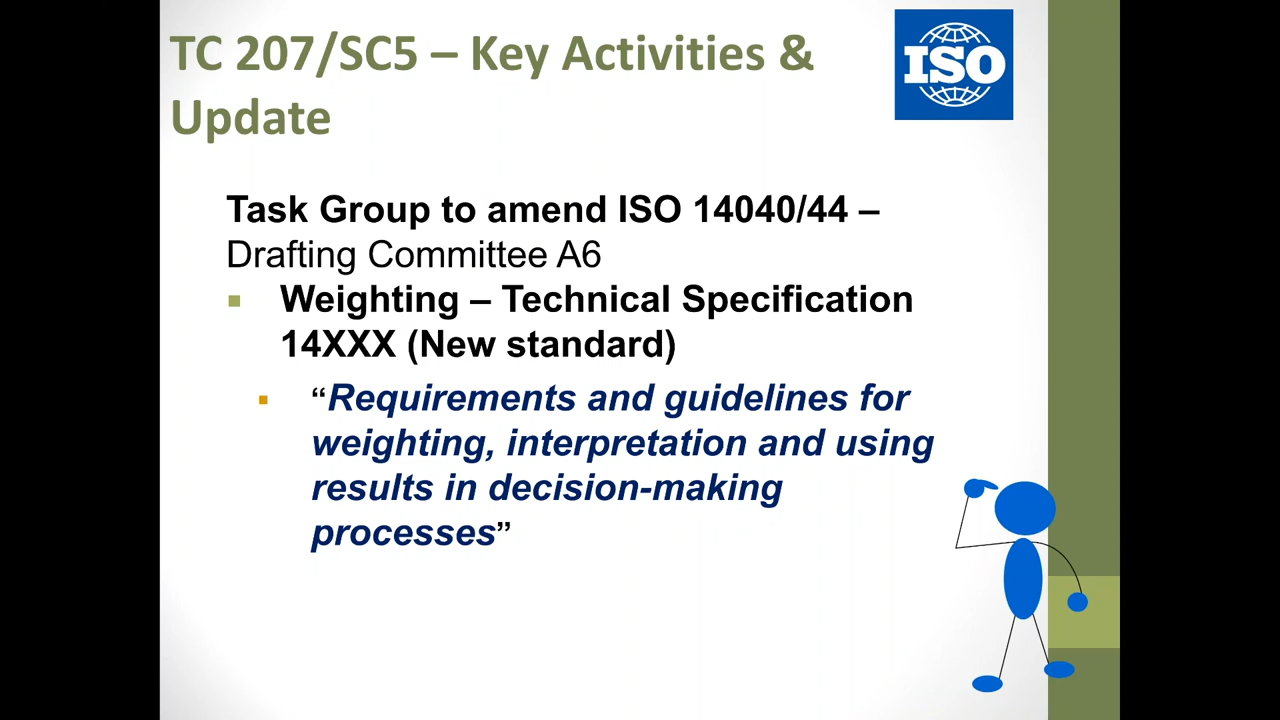 TC 207/SC5 – Key Activities &
Update
ISO
Task Group to amend ISO 14040/44 –
Drafting Committee A6
Weighting – Technical Specification
14XXX (New standard)
“Requirements and guidelines for
weighting, interpretation and using
results in decision-making
processes”